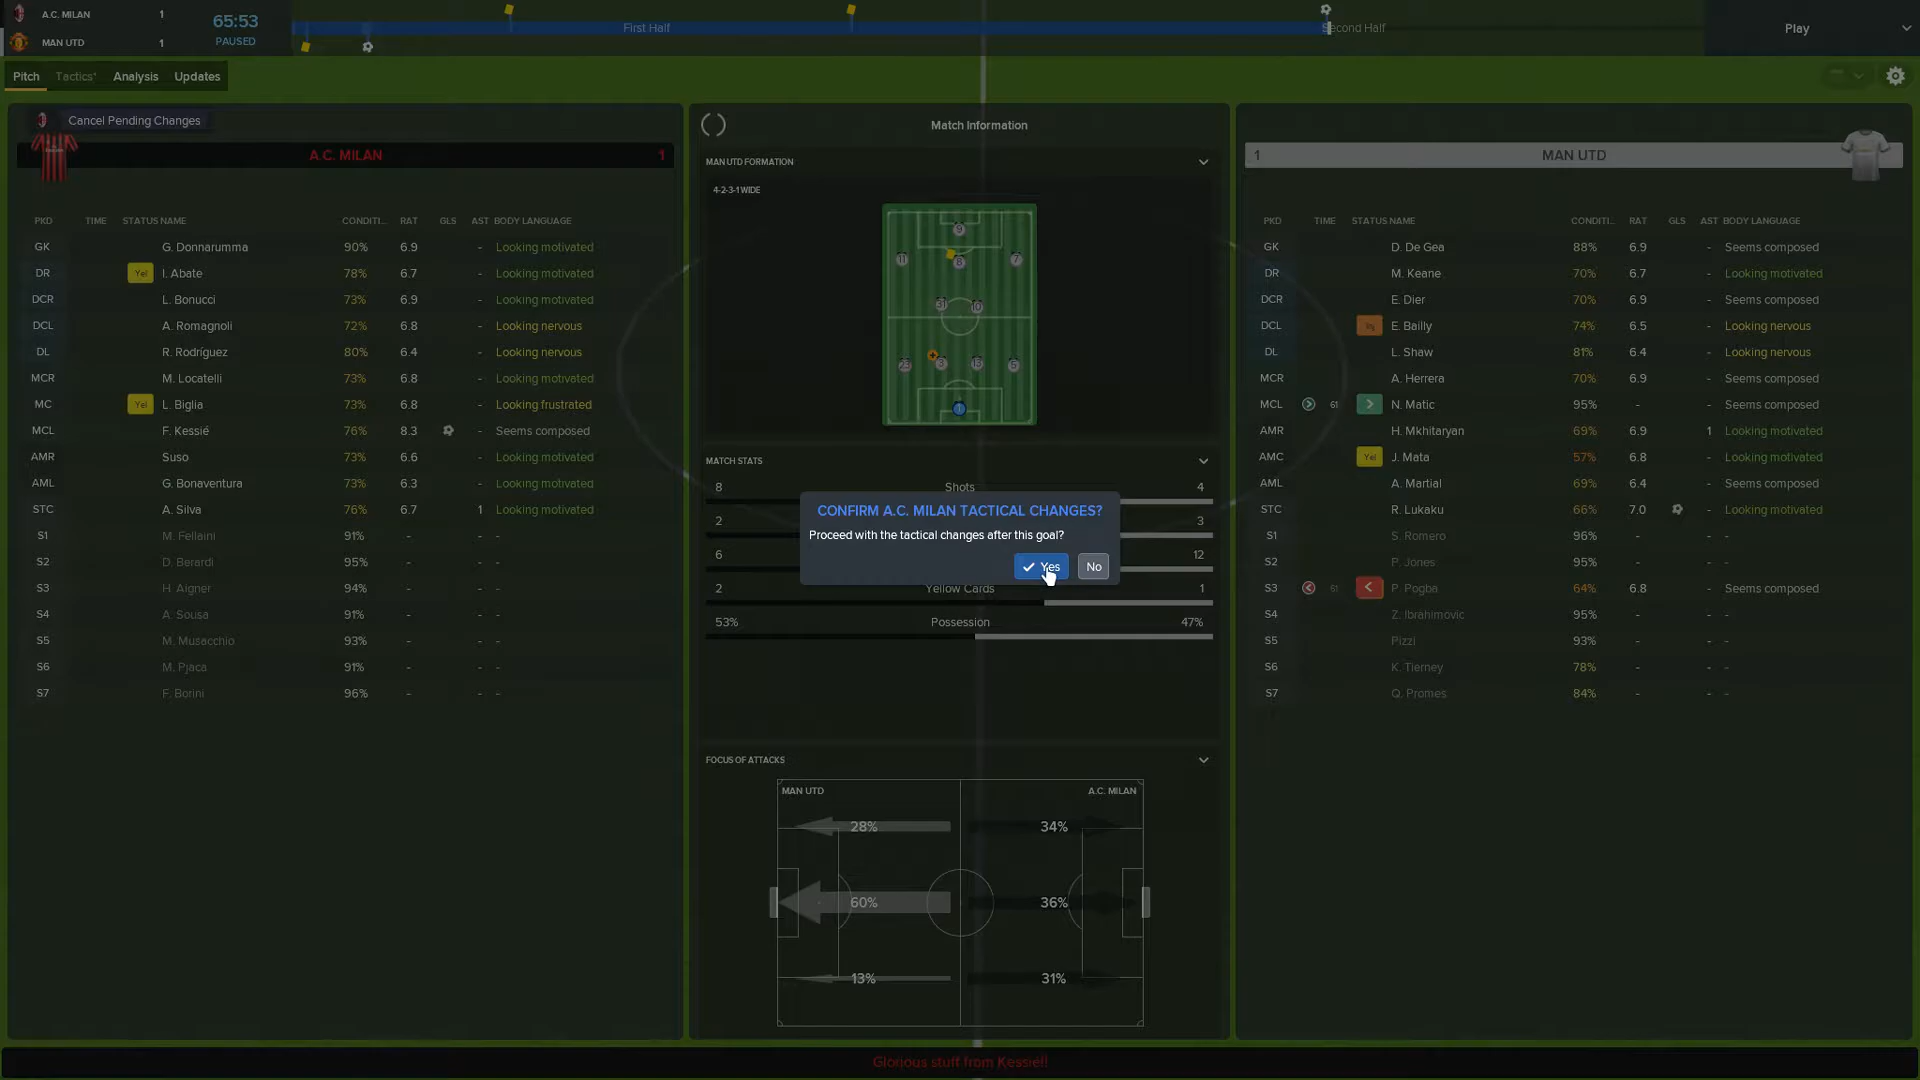 A.C. MILAN 1
MAN UTD 1
65:53
PAUSED
First Half
Second Half
Play
Pitch Tactics* Analysis Updates
Cancel Pending Changes
A.C. MILAN 1
PKD TIME STATUS NAME CONDITI... RAT GLS AST BODY LANGUAGE
GK G. Donnarumma 90% 6.9 - Looking motivated
DR Yel I. Abate 78% 6.7 - Looking motivated
DCR L. Bonucci 73% 6.9 - Looking motivated
DCL A. Romagnoli 72% 6.8 - Looking nervous
DL R. Rodríguez 80% 6.4 - Looking nervous
MCR M. Locatelli 73% 6.8 - Looking motivated
MC Yel L. Biglia 73% 6.8 - Looking frustrated
MCL F. Kessié 76% 8.3 - Seems composed
AMR Suso 73% 6.6 - Looking motivated
AML G. Bonaventura 73% 6.3 - Looking motivated
STC A. Silva 76% 6.7 1 Looking motivated
S1 M. Fellaini 91% - - -
S2 D. Berardi 95% - - -
S3 H. Aigner 94% - - -
S4 A. Sousa 91% - - -
S5 M. Musacchio 93% - - -
S6 M. Pjaca 91% - - -
S7 F. Borini 96% - - -
Match Information
MAN UTD FORMATION
4-2-3-1 WIDE
9
11 8 7
31 10
23 3 13 5
1
MATCH STATS
8 Shots 4
2 3
6 12
2 Yellow Cards 1
53% Possession 47%
CONFIRM A.C. MILAN TACTICAL CHANGES?
Proceed with the tactical changes after this goal?
Yes No
FOCUS OF ATTACKS
MAN UTD A.C. MILAN
28% 34%
60% 36%
13% 31%
1 MAN UTD
PKD TIME STATUS NAME CONDITI... RAT GLS AST BODY LANGUAGE
GK D. De Gea 88% 6.9 - Seems composed
DR M. Keane 70% 6.7 - Looking motivated
DCR E. Dier 70% 6.9 - Seems composed
DCL E. Bailly 74% 6.5 - Looking nervous
DL L. Shaw 81% 6.4 - Looking nervous
MCR A. Herrera 70% 6.9 - Seems composed
MCL 61 N. Matic 95% - - Seems composed
AMR H. Mkhitaryan 69% 6.9 1 Looking motivated
AMC Yel J. Mata 57% 6.8 - Looking motivated
AML A. Martial 69% 6.4 - Seems composed
STC R. Lukaku 66% 7.0 - Looking motivated
S1 S. Romero 96% - - -
S2 P. Jones 95% - - -
S3 61 P. Pogba 64% 6.8 - Seems composed
S4 Z. Ibrahimovic 95% - - -
S5 Pizzi 93% - - -
S6 K. Tierney 78% - - -
S7 Q. Promes 84% - - -
Glorious stuff from Kessié!!